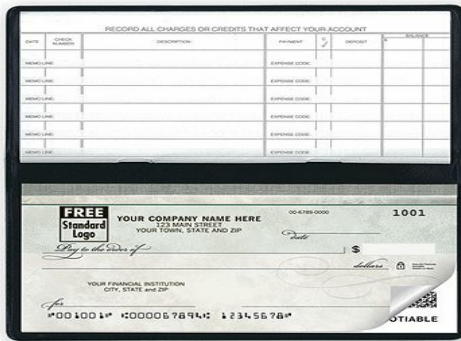 RECORD ALL CHARGES OR CREDITS THAT AFFECT YOUR ACCOUNT
DATE CHECK NUMBER DESCRIPTION PAYMENT DEPOSIT BALANCE
MEMO LINE: EXPENSE CODE:
MEMO LINE: EXPENSE CODE:
MEMO LINE: EXPENSE CODE:
MEMO LINE: EXPENSE CODE:
MEMO LINE: EXPENSE CODE:
MEMO LINE: EXPENSE CODE:
FREE
Standard
Logo
YOUR COMPANY NAME HERE
123 MAIN STREET
YOUR TOWN, STATE AND ZIP
00-6789-0000
1001
date
Pay to the order of
$
dollars
YOUR FINANCIAL INSTITUTION
CITY, STATE and ZIP
for
⑈001001⑈ ⑆000067894⑆ 12345678⑈
OTIABLE